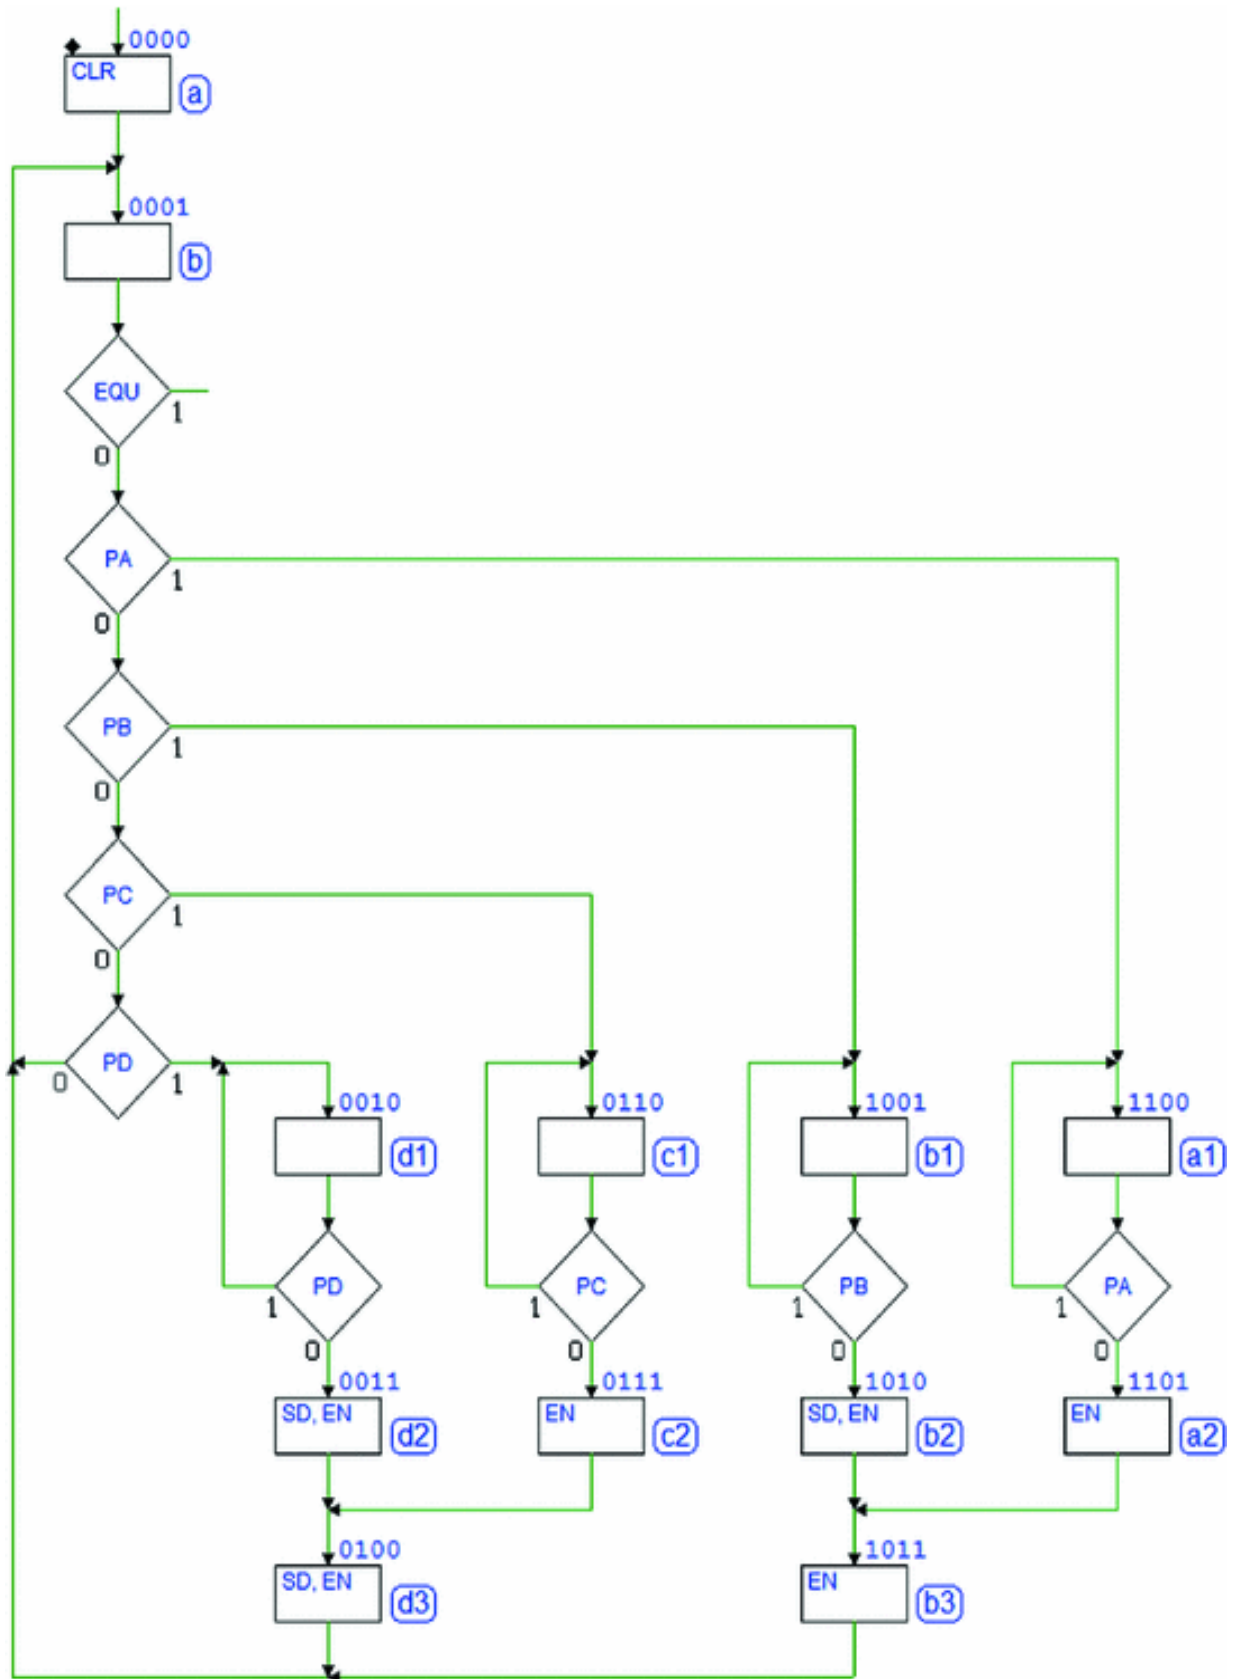 0000
CLR
a
0001
b
EQU
1
0
PA
1
0
PB
1
0
PC
1
0
PD
0 1
0010 0110 1001 1100
d1 c1 b1 a1
PD PC PB PA
1 1 1 1
0 0 0 0
0011 0111 1010 1101
SD, EN EN SD, EN EN
d2 c2 b2 a2
0100 1011
SD, EN EN
d3 b3